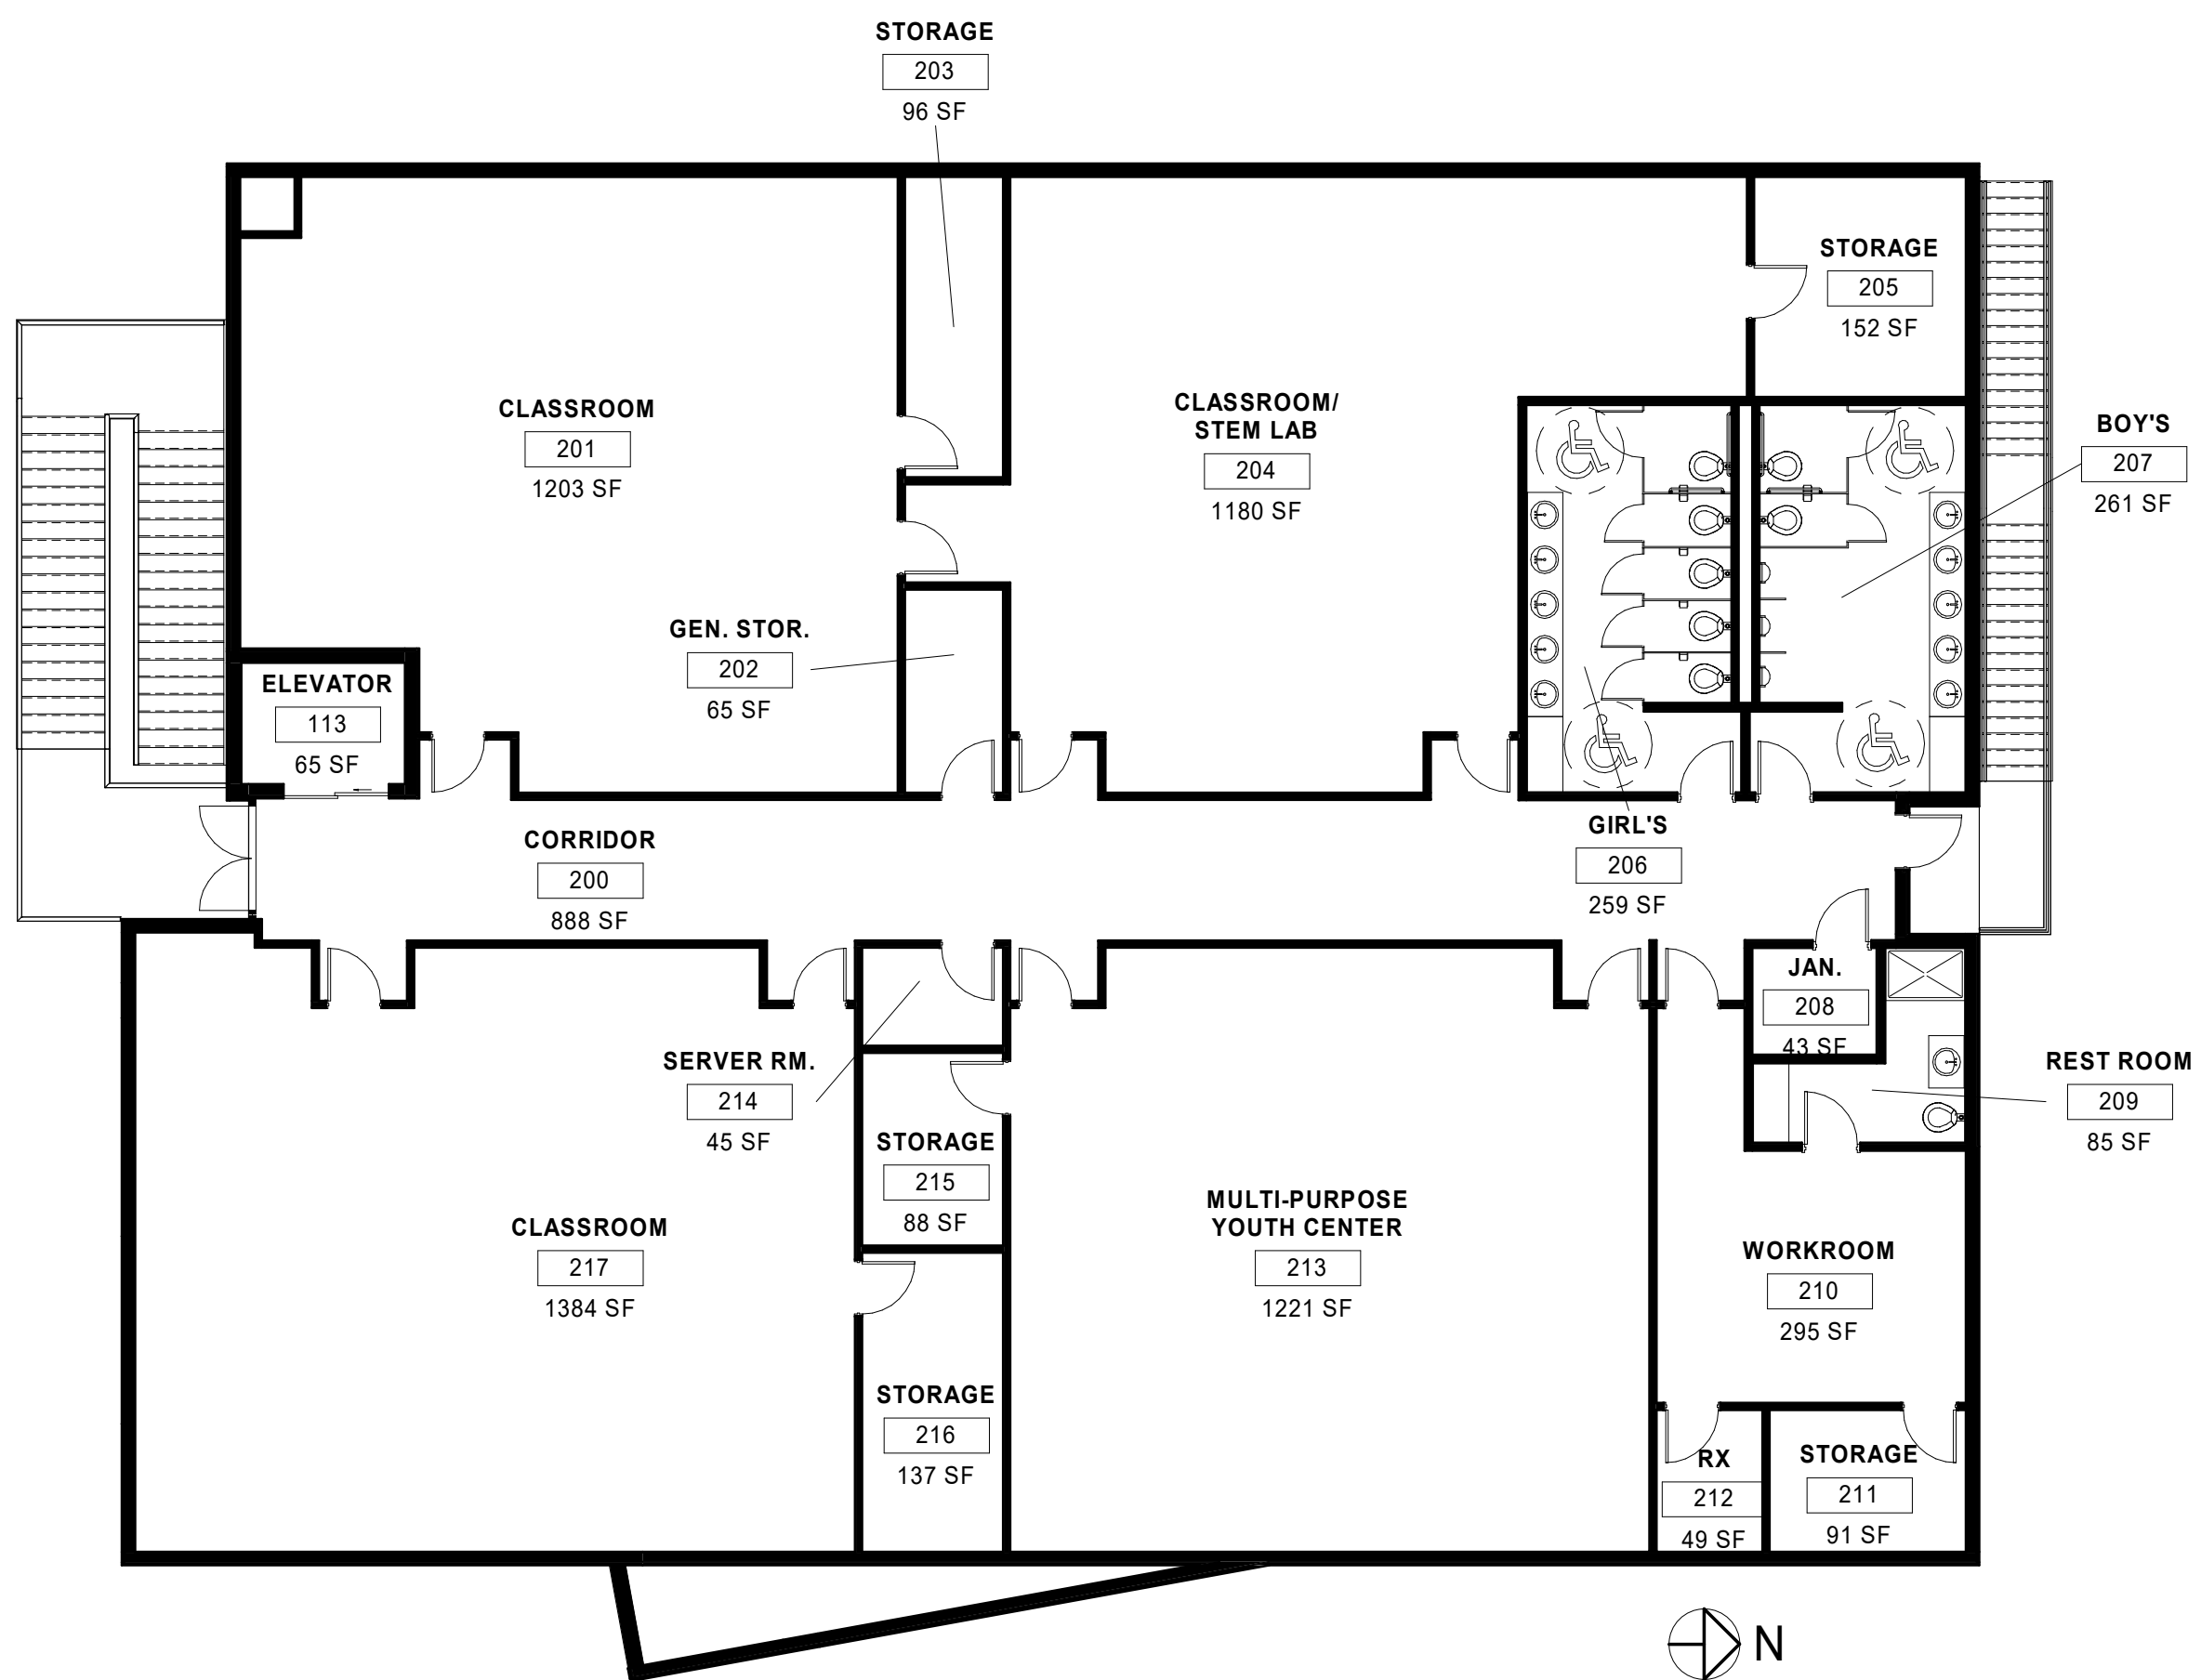 STORAGE
203
96 SF
STORAGE
205
152 SF
CLASSROOM
201
1203 SF
CLASSROOM/
STEM LAB
204
1180 SF
BOY'S
207
261 SF
GEN. STOR.
202
65 SF
ELEVATOR
113
65 SF
CORRIDOR
200
888 SF
GIRL'S
206
259 SF
JAN.
208
43 SF
SERVER RM.
214
45 SF
REST ROOM
209
85 SF
STORAGE
215
88 SF
CLASSROOM
217
1384 SF
MULTI-PURPOSE
YOUTH CENTER
213
1221 SF
WORKROOM
210
295 SF
STORAGE
216
137 SF
RX
212
49 SF
STORAGE
211
91 SF
N